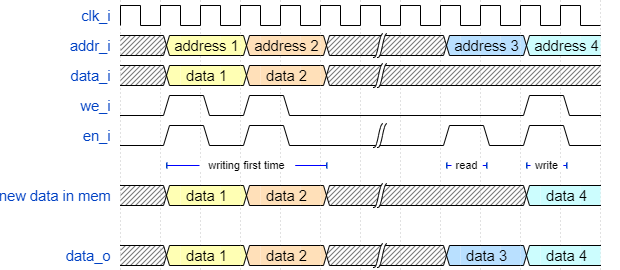 clk_i
addr_i address 1 address 2 address 3 address 4
data_i data 1 data 2
we_i
en_i
writing first time read write
new data in mem data 1 data 2 data 4
data_o data 1 data 2 data 3 data 4